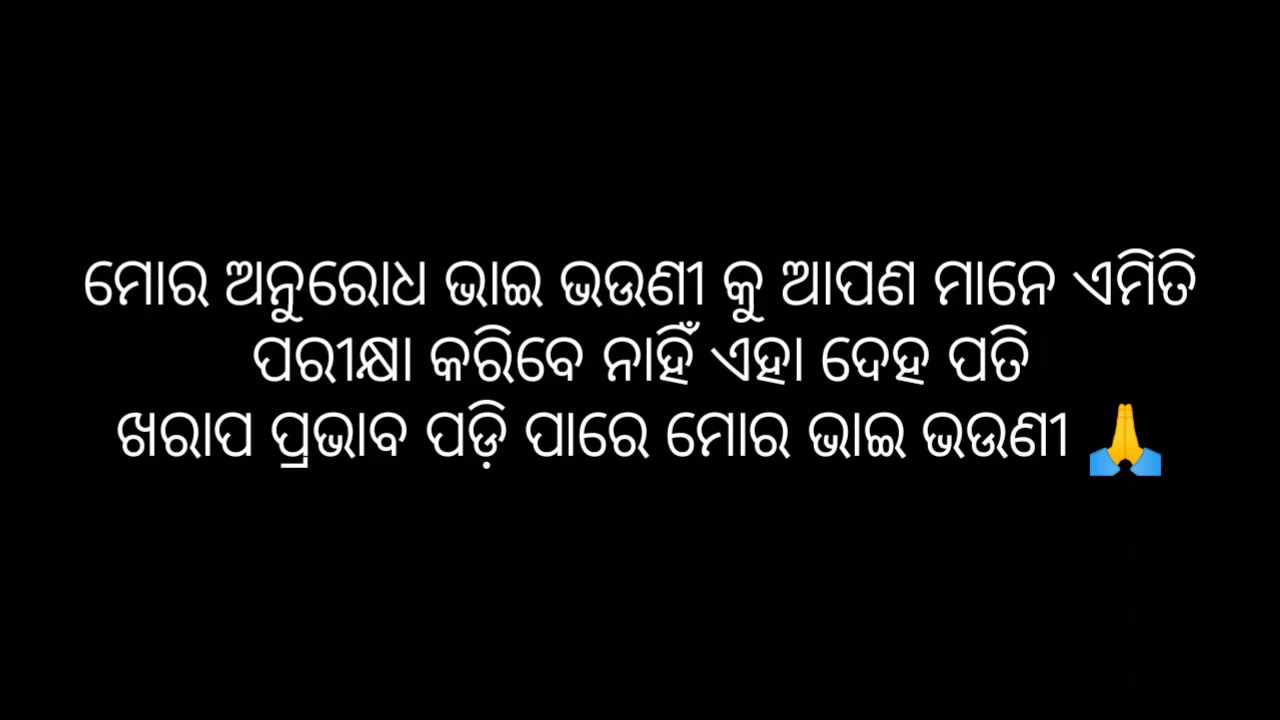 ମୋର ଅନୁରୋଧ ଭାଇ ଭଉଣୀ କୁ ଆପଣ ମାନେ ଏମିତି
ପରୀକ୍ଷା କରିବେ ନାହିଁ ଏହା ଦେହ ପତି
ଖରାପ ପ୍ରଭାବ ପଡ଼ି ପାରେ ମୋର ଭାଇ ଭଉଣୀ 🙏